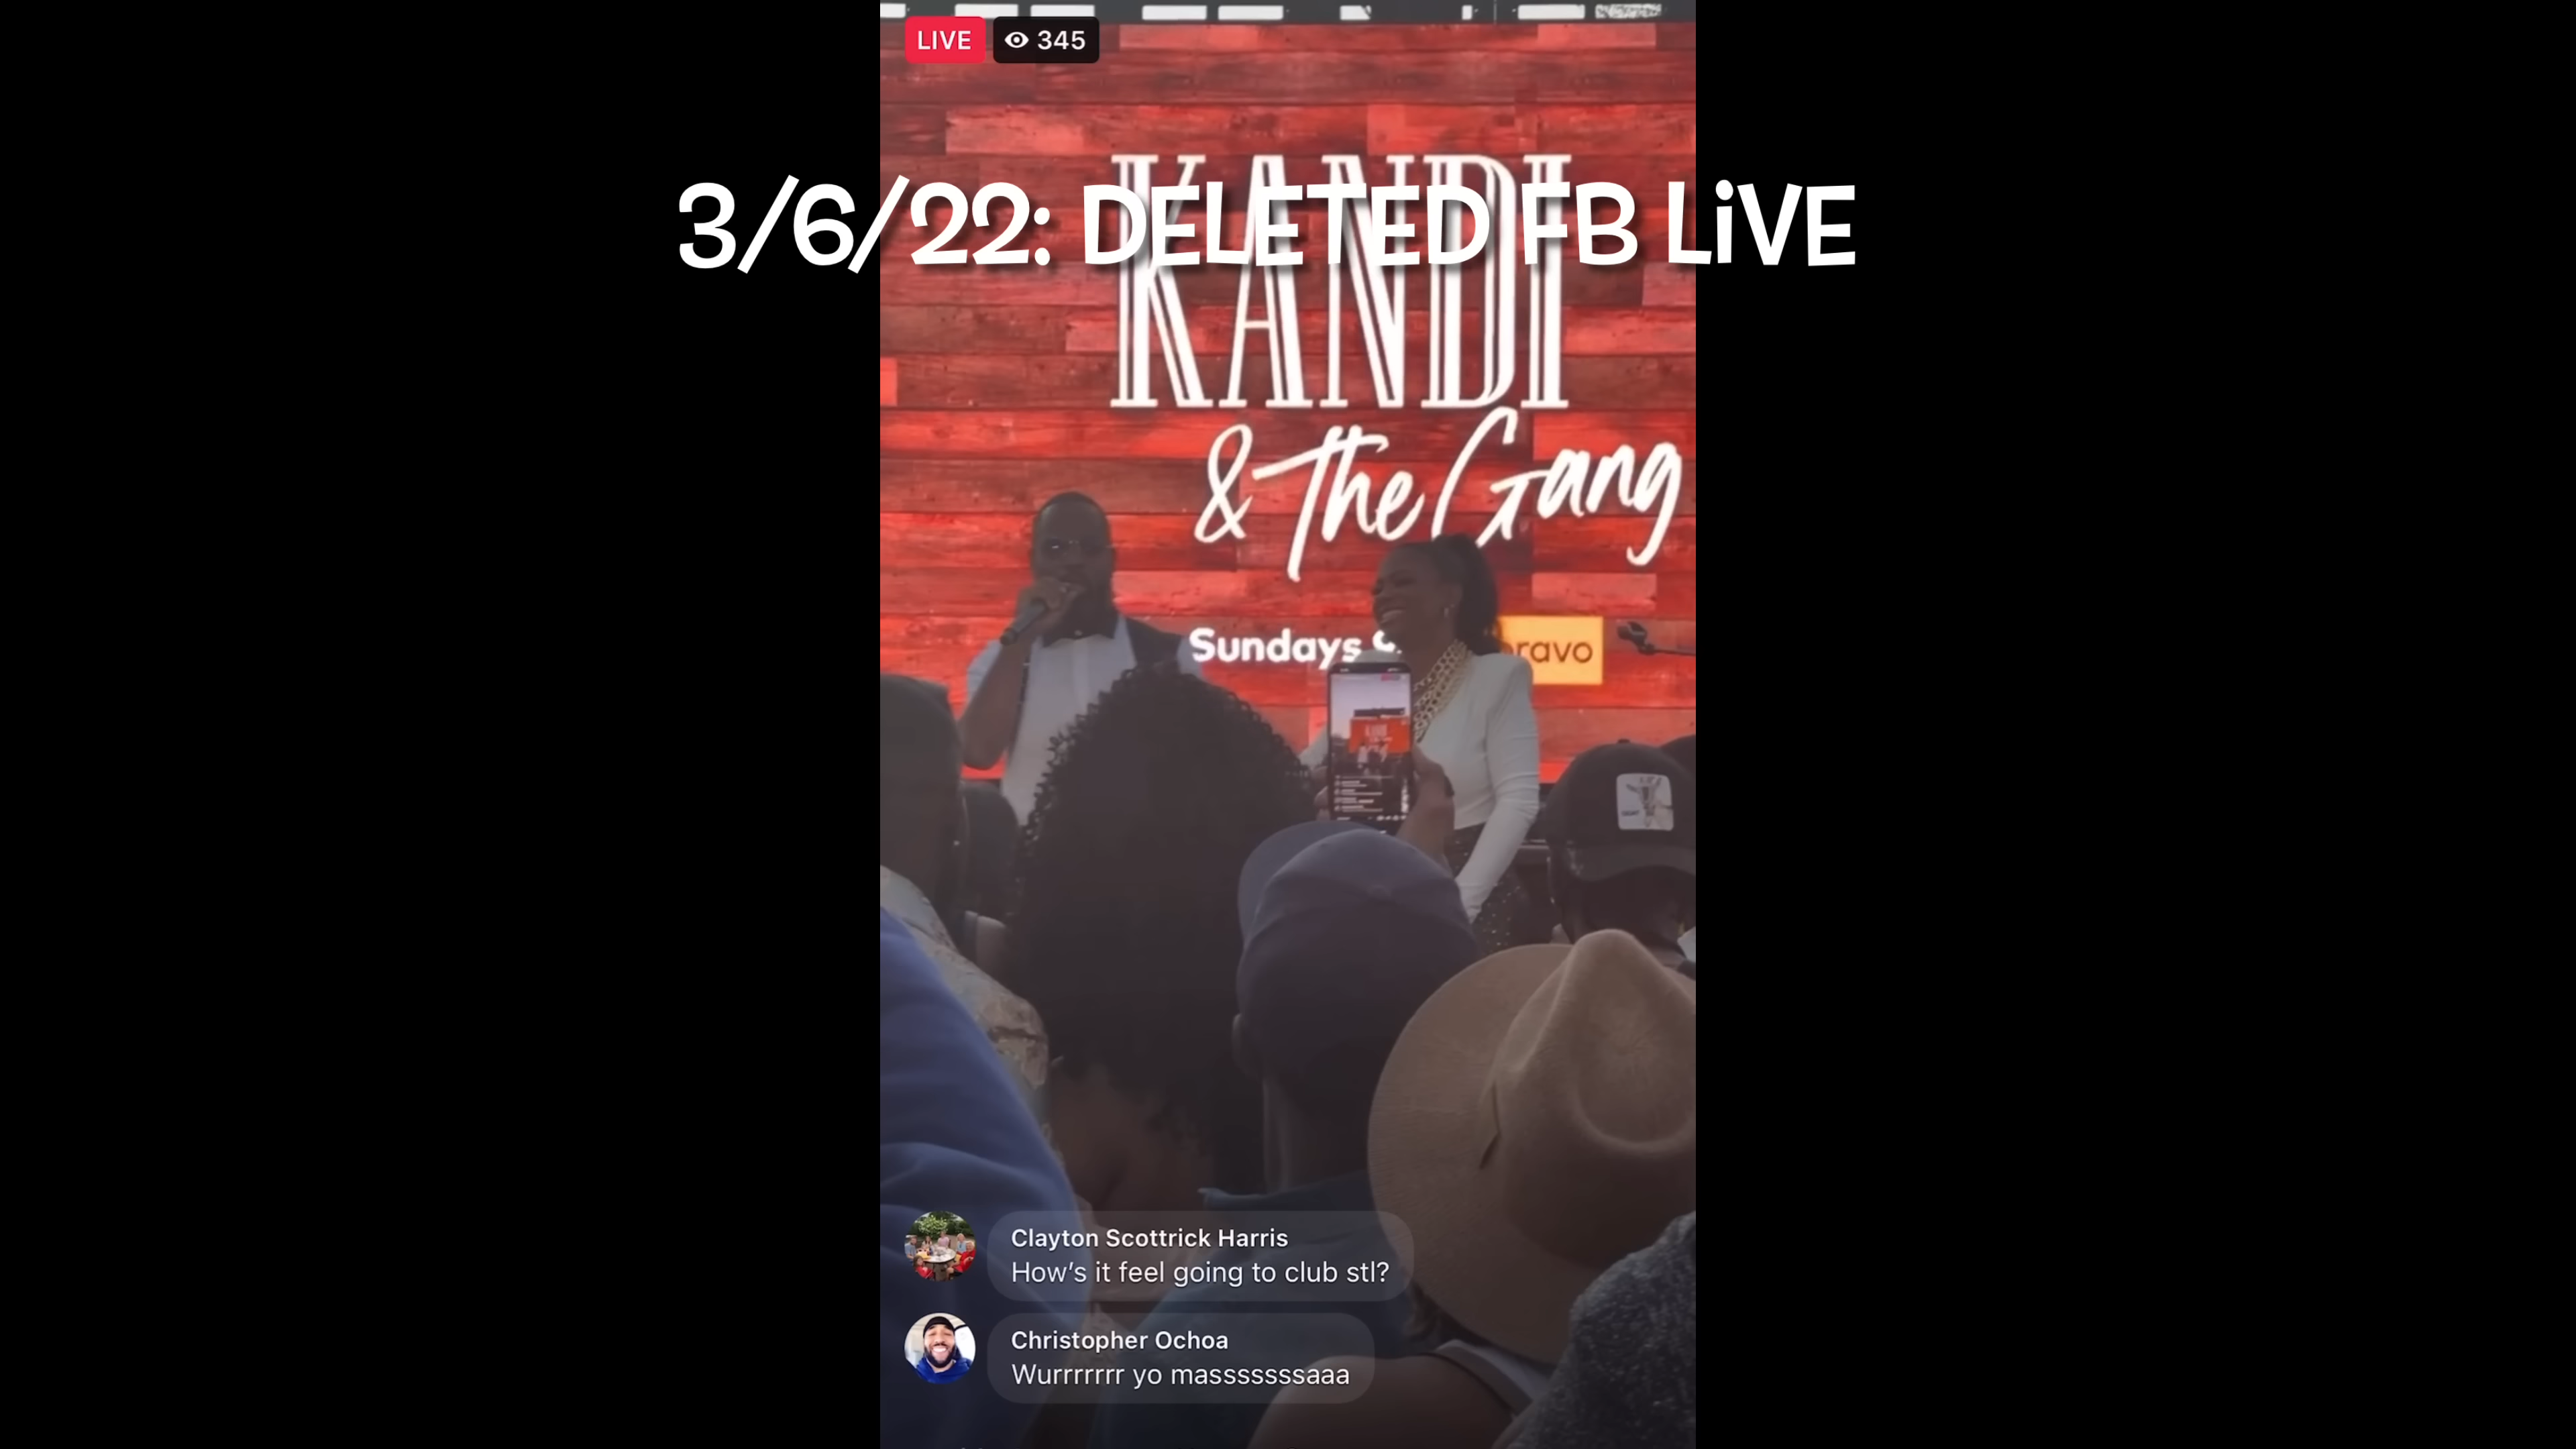 LIVE 345
3/6/22: DELETED FB LiVE
KANDI
& The Gang
Sundays
bravo
Clayton Scottrick Harris
How's it feel going to club stl?
Christopher Ochoa
Wurrrrrrr yo masssssssaaa